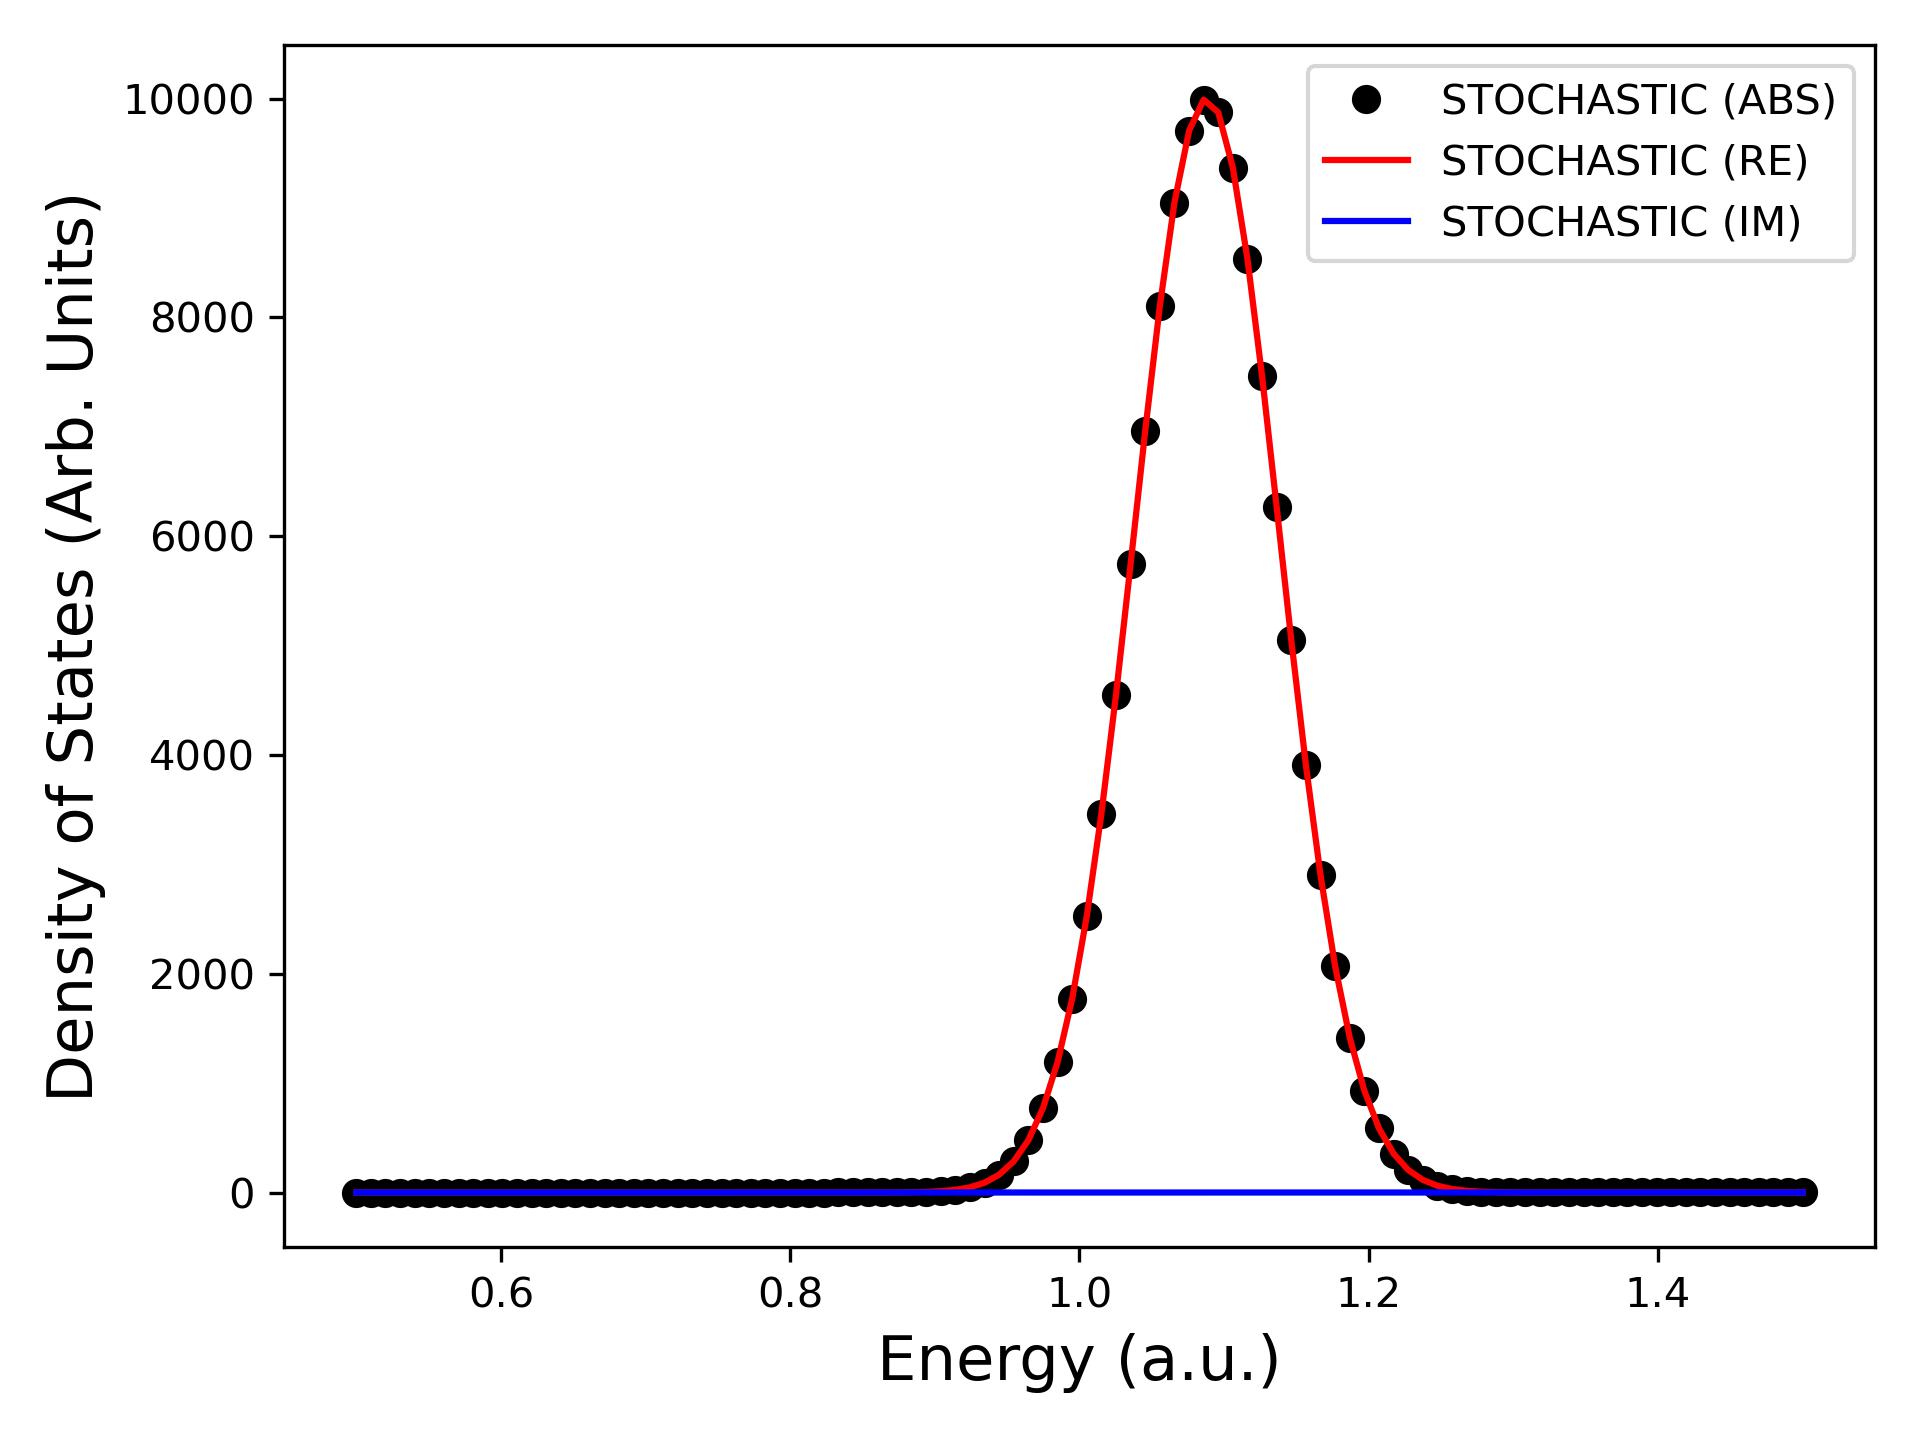 10000
8000
6000
4000
2000
0
Density of States (Arb. Units)
STOCHASTIC (ABS)
STOCHASTIC (RE)
STOCHASTIC (IM)
0.6
0.8
1.0
1.2
1.4
Energy (a.u.)